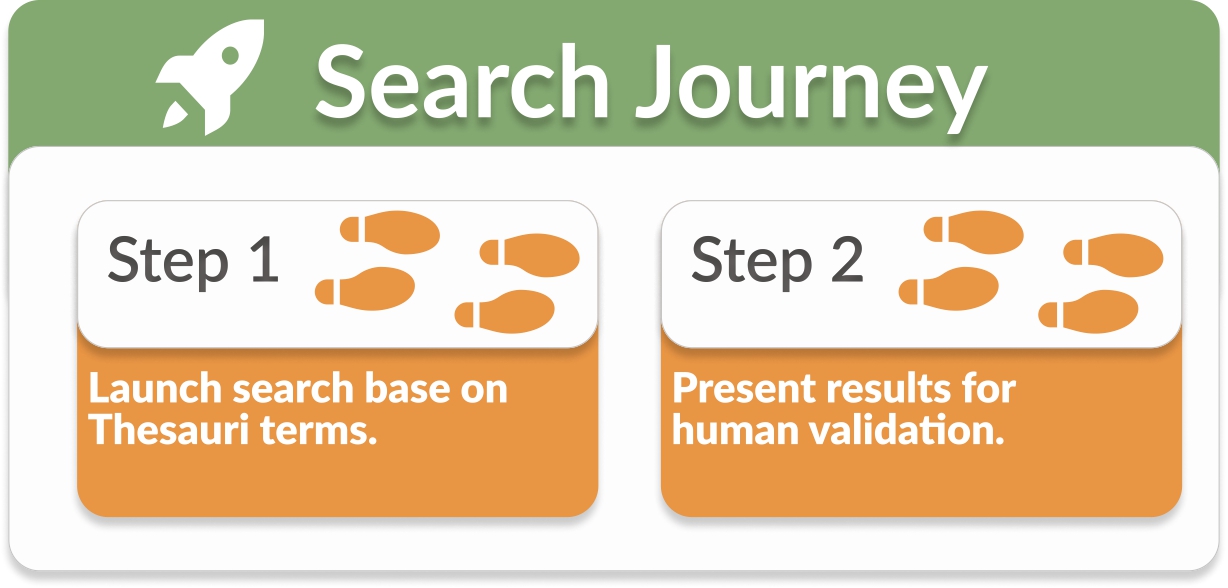 Search Journey
Step 1
Launch search base on
Thesauri terms.
Step 2
Present results for
human validation.